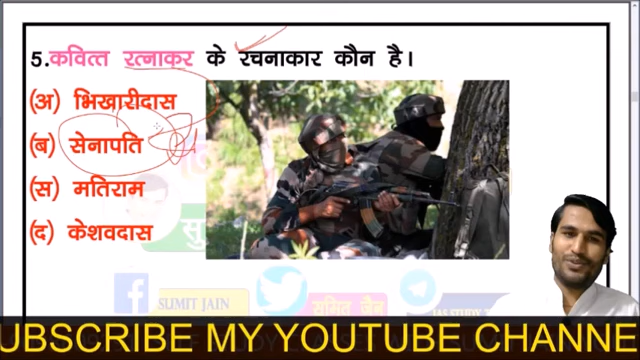 5.कवित्त रत्नाकर के रचनाकार कौन है।
(अ) भिखारीदास
(ब) सेनापति
(स) मतिराम
(द) केशवदास
SUMIT JAIN
सुमित जैन
UBSCRIBE MY YOUTUBE CHANNE